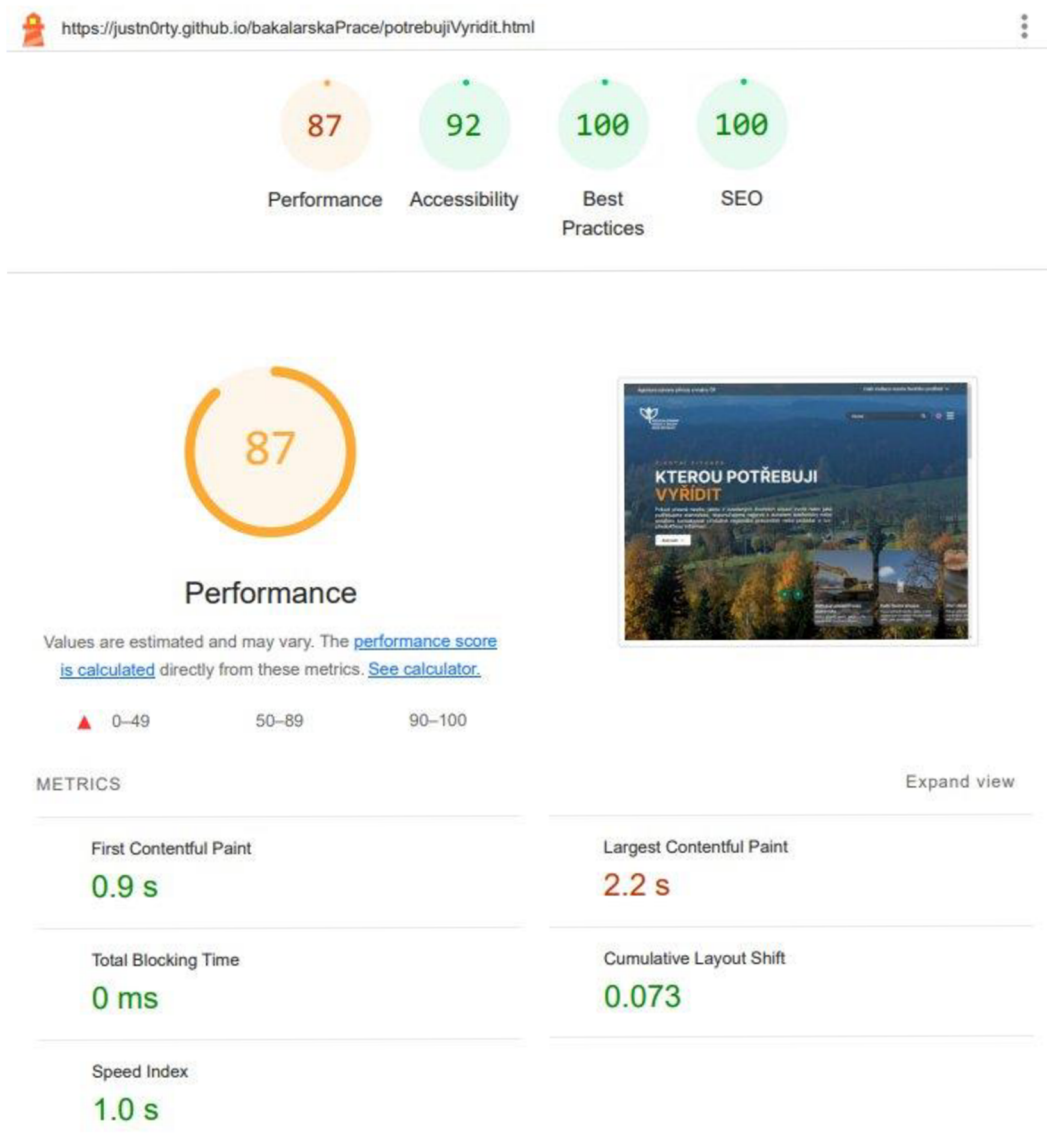 https://justn0rty.github.io/bakalarskaPrace/potrebujiVyridit.html
87
92
100
100
Performance
Accessibility
Best
Practices
SEO
87
Performance
Values are estimated and may vary. The performance score
is calculated directly from these metrics. See calculator.
0–49
50–89
90–100
KTEROU POTŘEBUJI
VYŘÍDIT
METRICS
Expand view
First Contentful Paint
0.9 s
Largest Contentful Paint
2.2 s
Total Blocking Time
0 ms
Cumulative Layout Shift
0.073
Speed Index
1.0 s